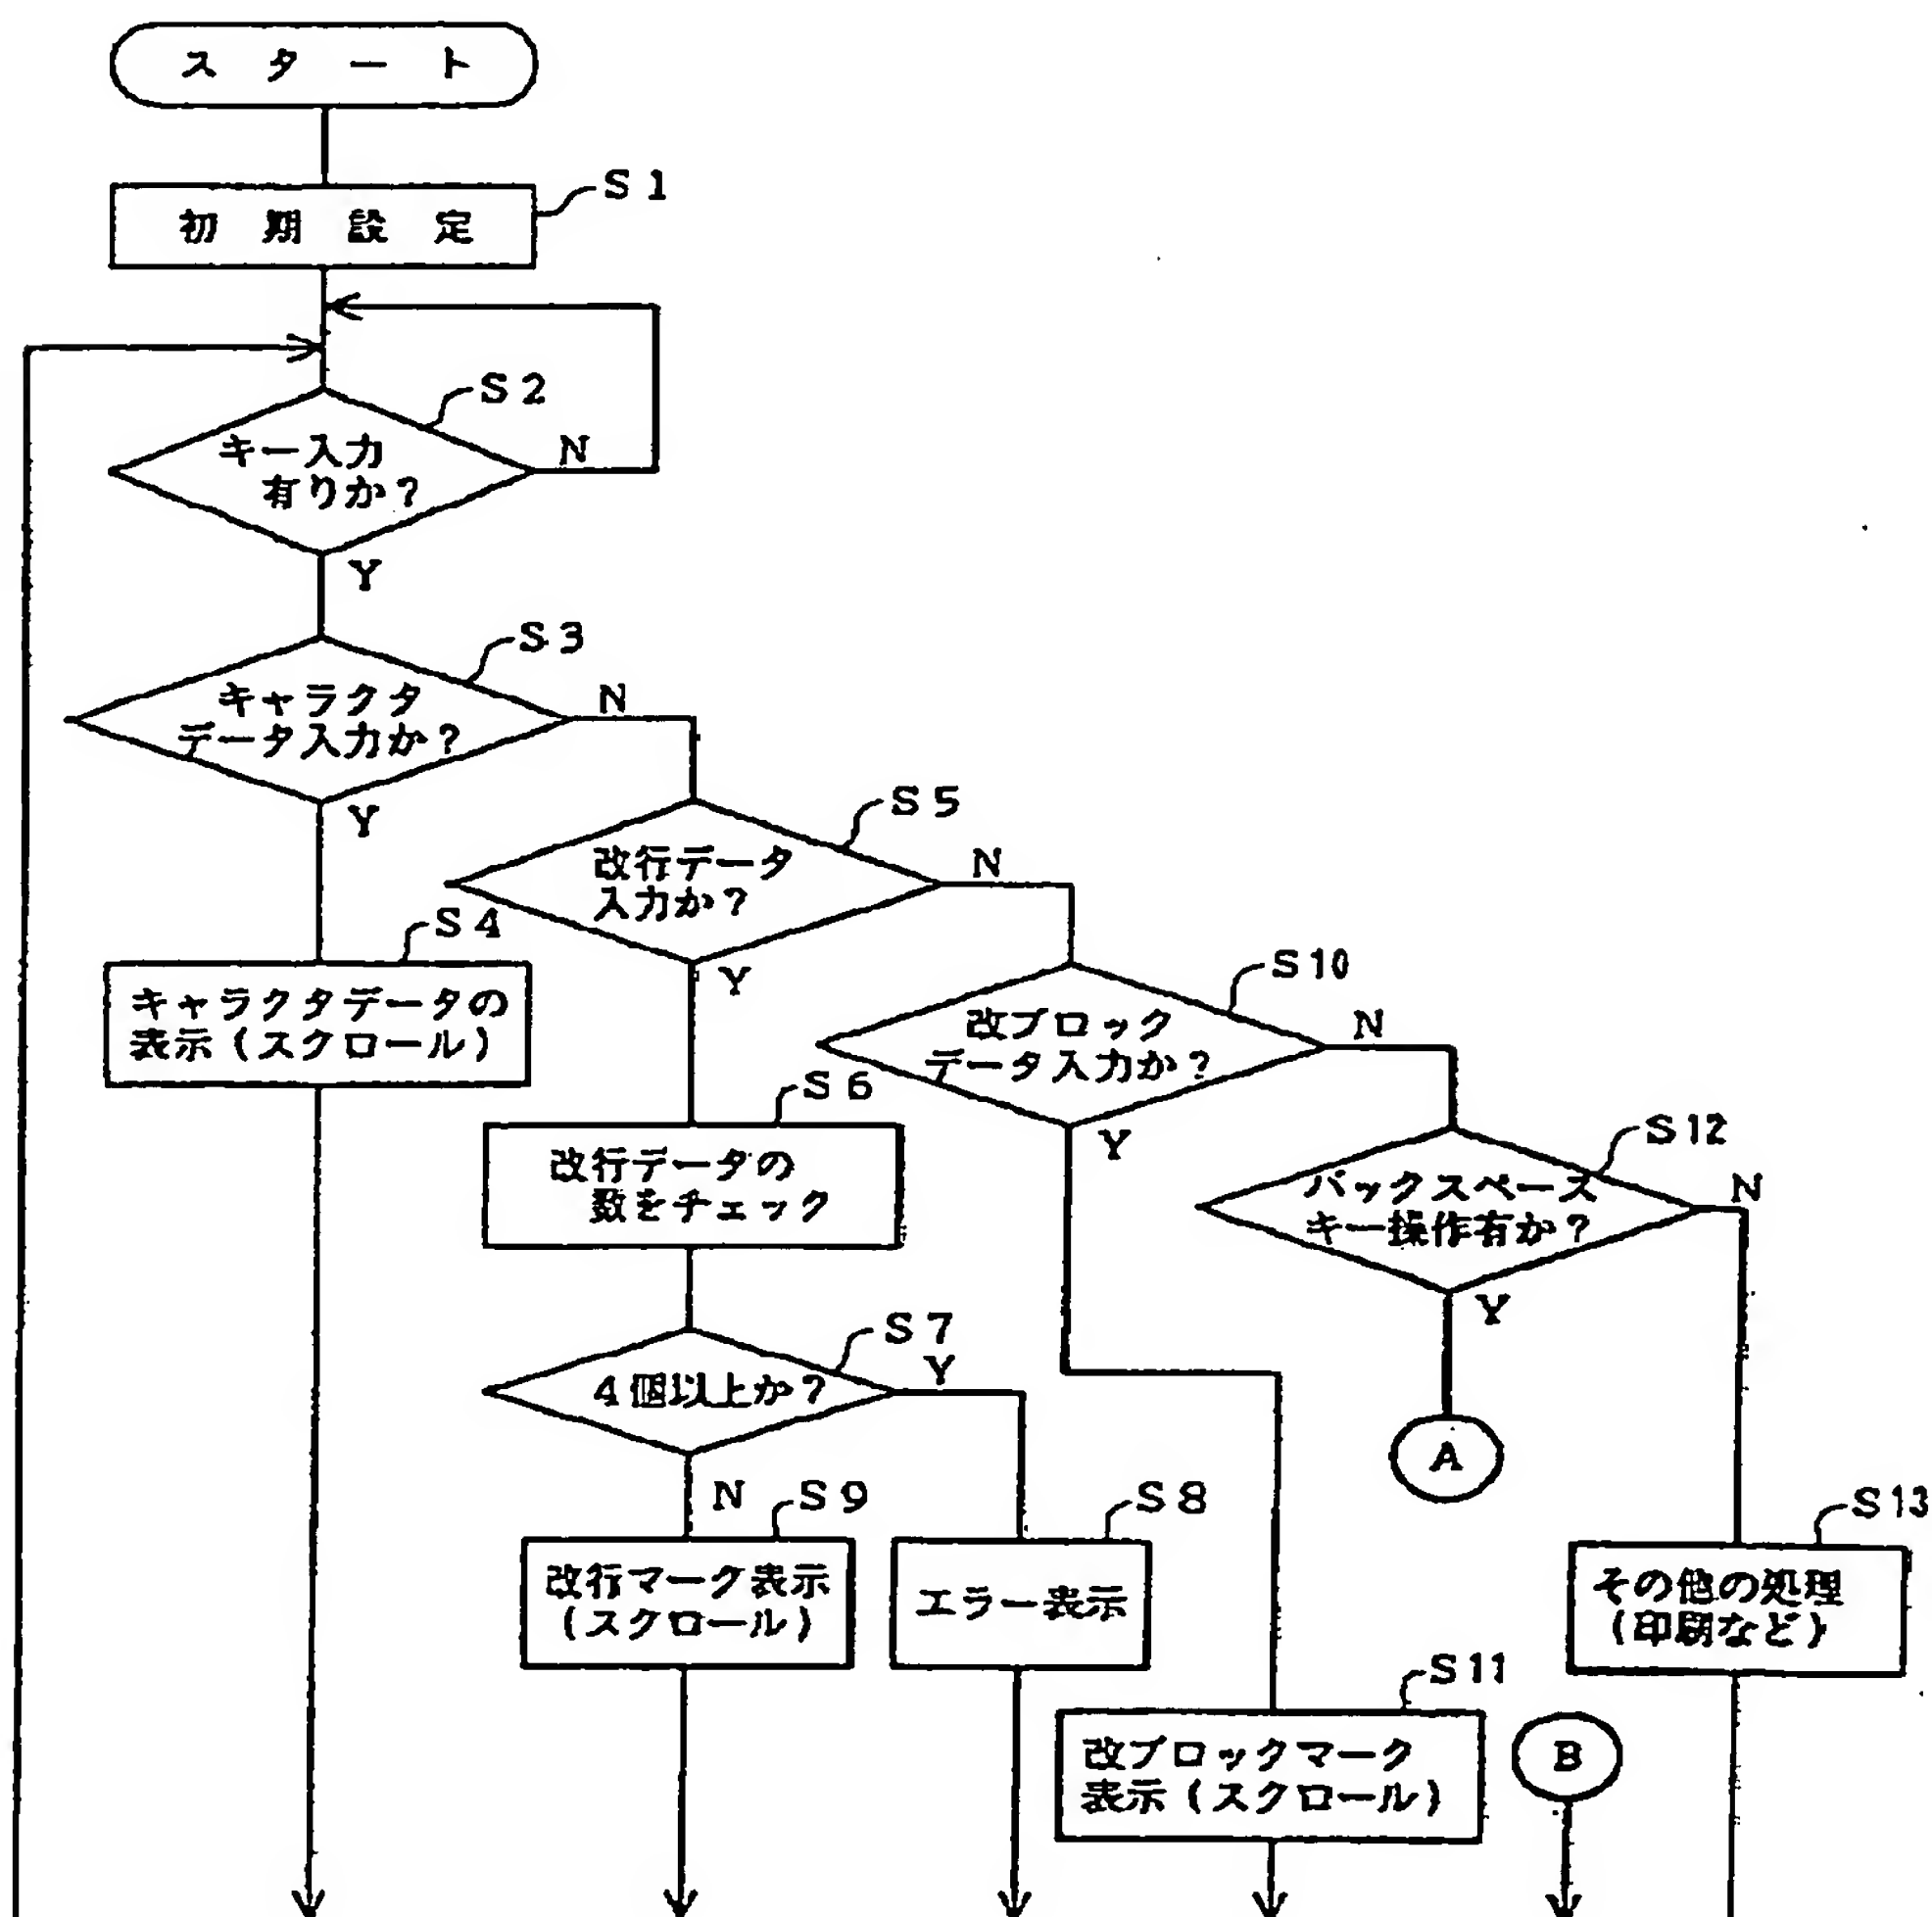 スタート
S1
初期設定
S2
キー入力
有りか?
N
Y
S3
キャラクタ
データ入力か?
N
Y
S5
改行データ
入力か?
N
Y
S4
キャラクタデータの
表示(スクロール)
S10
改ブロック
データ入力か?
N
Y
S6
改行データの
数をチェック
S12
バックスペース
キー操作有か?
N
Y
S7
4個以上か?
Y
N
A
S9
改行マーク表示
(スクロール)
S8
エラー表示
S13
その他の処理
(印刷など)
S11
改ブロックマーク
表示(スクロール)
B